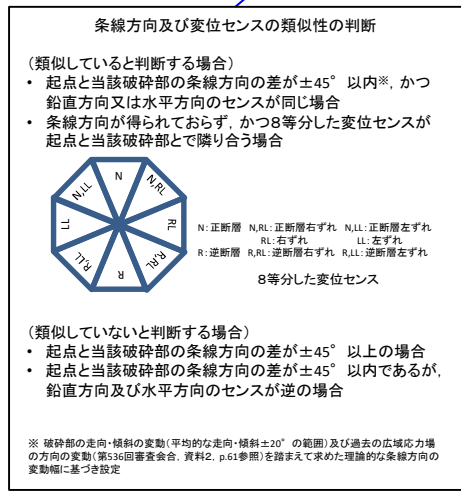 条線方向及び変位センスの類似性の判断
（類似していると判断する場合）
• 起点と当該破砕部の条線方向の差が±45°以内※，かつ
鉛直方向又は水平方向のセンスが同じ場合
• 条線方向が得られておらず，かつ８等分した変位センスが
起点と当該破砕部とで隣り合う場合
N
N,LL
N,RL
LL
RL
R,LL
R,RL
R
N：正断層 N,RL：正断層右ずれ N,LL：正断層左ずれ
RL：右ずれ LL：左ずれ
R：逆断層 R,RL：逆断層右ずれ R,LL：逆断層左ずれ
８等分した変位センス
（類似していないと判断する場合）
• 起点と当該破砕部の条線方向の差が±45°以上の場合
• 起点と当該破砕部の条線方向の差が±45°以内であるが，
鉛直方向及び水平方向のセンスが逆の場合
※ 破砕部の走向・傾斜の変動（平均的な走向・傾斜±20°の範囲）及び過去の広域応力場
の方向の変動（第536回審査会合，資料２，p.61参照）を踏まえて求めた理論的な条線方向の
変動幅に基づき設定